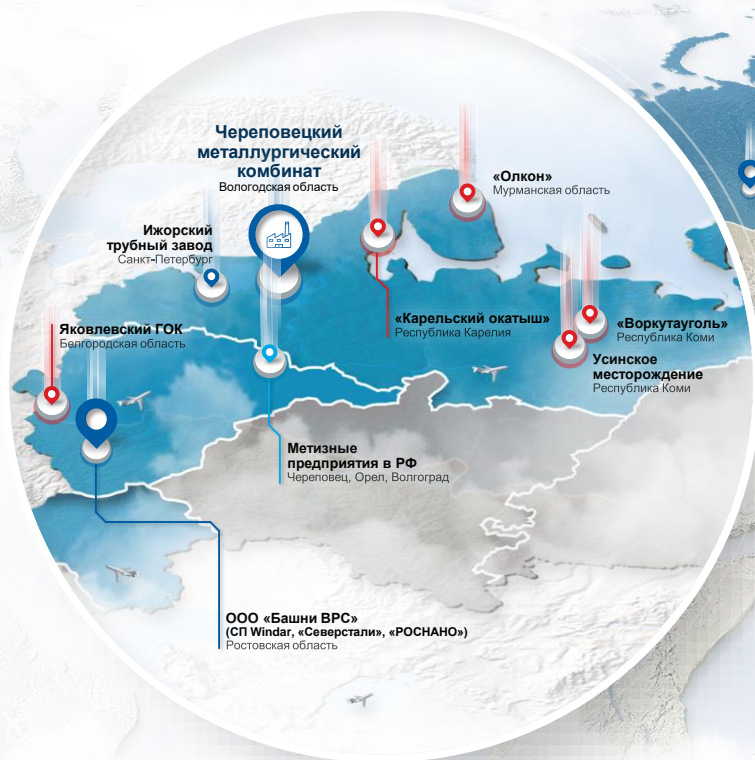 Череповецкий
металлургический
комбинат
Вологодская область
«Олкон»
Мурманская область
Ижорский
трубный завод
Санкт-Петербург
«Карельский окатыш»
Республика Карелия
«Воркутауголь»
Республика Коми
Яковлевский ГОК
Белгородская область
Усинское
месторождение
Республика Коми
Метизные
предприятия в РФ
Череповец, Орел, Волгоград
ООО «Башни ВРС»
(СП Windar, «Северстали», «РОСНАНО»)
Ростовская область